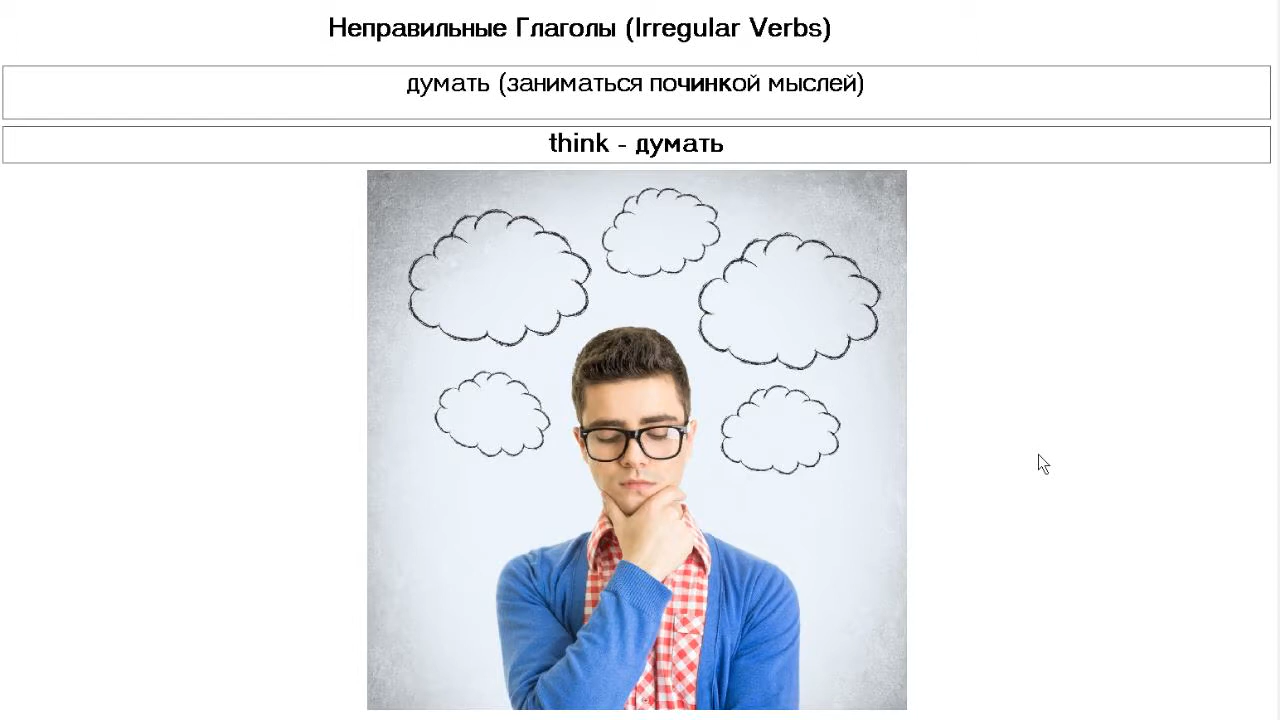 Неправильные Глаголы (Irregular Verbs)
думать (заниматься починкой мыслей)
think - думать